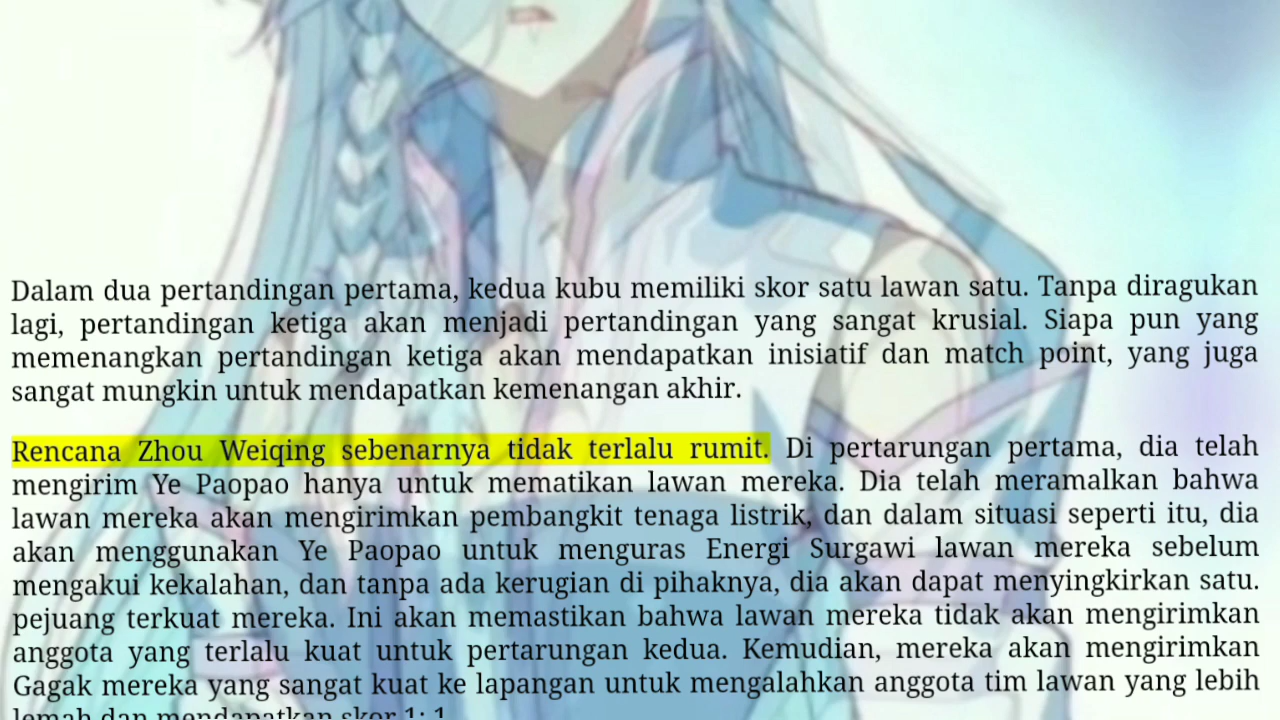 Dalam dua pertandingan pertama, kedua kubu memiliki skor satu lawan satu. Tanpa diragukan
lagi, pertandingan ketiga akan menjadi pertandingan yang sangat krusial. Siapa pun yang
memenangkan pertandingan ketiga akan mendapatkan inisiatif dan match point, yang juga
sangat mungkin untuk mendapatkan kemenangan akhir.
Rencana Zhou Weiqing sebenarnya tidak terlalu rumit. Di pertarungan pertama, dia telah
mengirim Ye Paopao hanya untuk mematikan lawan mereka. Dia telah meramalkan bahwa
lawan mereka akan mengirimkan pembangkit tenaga listrik, dan dalam situasi seperti itu, dia
akan menggunakan Ye Paopao untuk menguras Energi Surgawi lawan mereka sebelum
mengakui kekalahan, dan tanpa ada kerugian di pihaknya, dia akan dapat menyingkirkan satu.
pejuang terkuat mereka. Ini akan memastikan bahwa lawan mereka tidak akan mengirimkan
anggota yang terlalu kuat untuk pertarungan kedua. Kemudian, mereka akan mengirimkan
Gagak mereka yang sangat kuat ke lapangan untuk mengalahkan anggota tim lawan yang lebih
lemah dan mendapatkan skor 1: 1